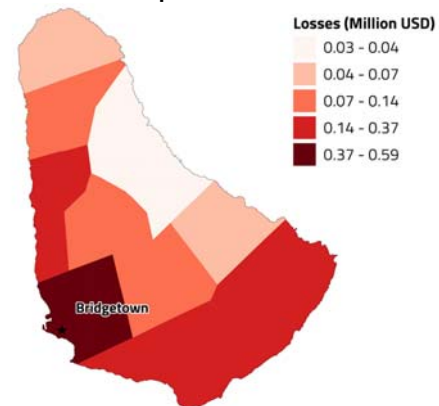 Losses (Million USD)
0.03 - 0.04
0.04 - 0.07
0.07 - 0.14
0.14 - 0.37
0.37 - 0.59
Bridgetown